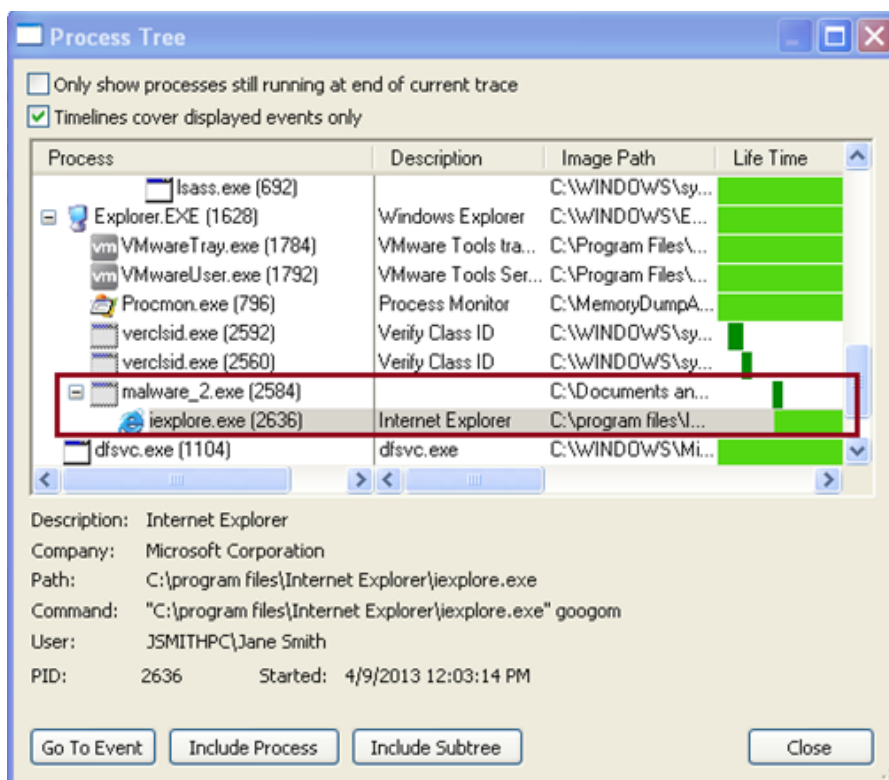 Process Tree
Only show processes still running at end of current trace
Timelines cover displayed events only
Process Description Image Path Life Time
lsass.exe (692) C:\WINDOWS\sy...
Explorer.EXE (1628) Windows Explorer C:\WINDOWS\E...
vm VMwareTray.exe (1784) VMware Tools tra... C:\Program Files\...
vm VMwareUser.exe (1792) VMware Tools Ser... C:\Program Files\...
Procmon.exe (796) Process Monitor C:\MemoryDumpA...
verclsid.exe (2592) Verify Class ID C:\WINDOWS\sy...
verclsid.exe (2560) Verify Class ID C:\WINDOWS\sy...
malware_2.exe (2584) C:\Documents an...
iexplore.exe (2636) Internet Explorer C:\program files\I...
dfsvc.exe (1104) dfsvc.exe C:\WINDOWS\Mi...
Description: Internet Explorer
Company: Microsoft Corporation
Path: C:\program files\Internet Explorer\iexplore.exe
Command: "C:\program files\Internet Explorer\iexplore.exe" googom
User: JSMITHPC\Jane Smith
PID: 2636 Started: 4/9/2013 12:03:14 PM
Go To Event Include Process Include Subtree Close